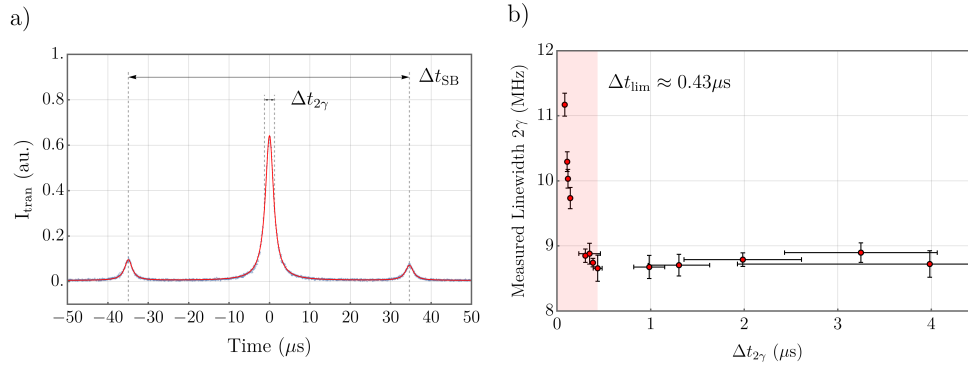 a)
1.
0.8
0.6
0.4
0.2
0.
I_tran (au.)
Δt_SB
Δt_2γ
−50 −40 −30 −20 −10 0 10 20 30 40 50
Time (μs)
b)
12
11
10
9
8
Measured Linewidth 2γ (MHz)
Δt_lim ≈ 0.43μs
0 1 2 3 4
Δt_2γ (μs)